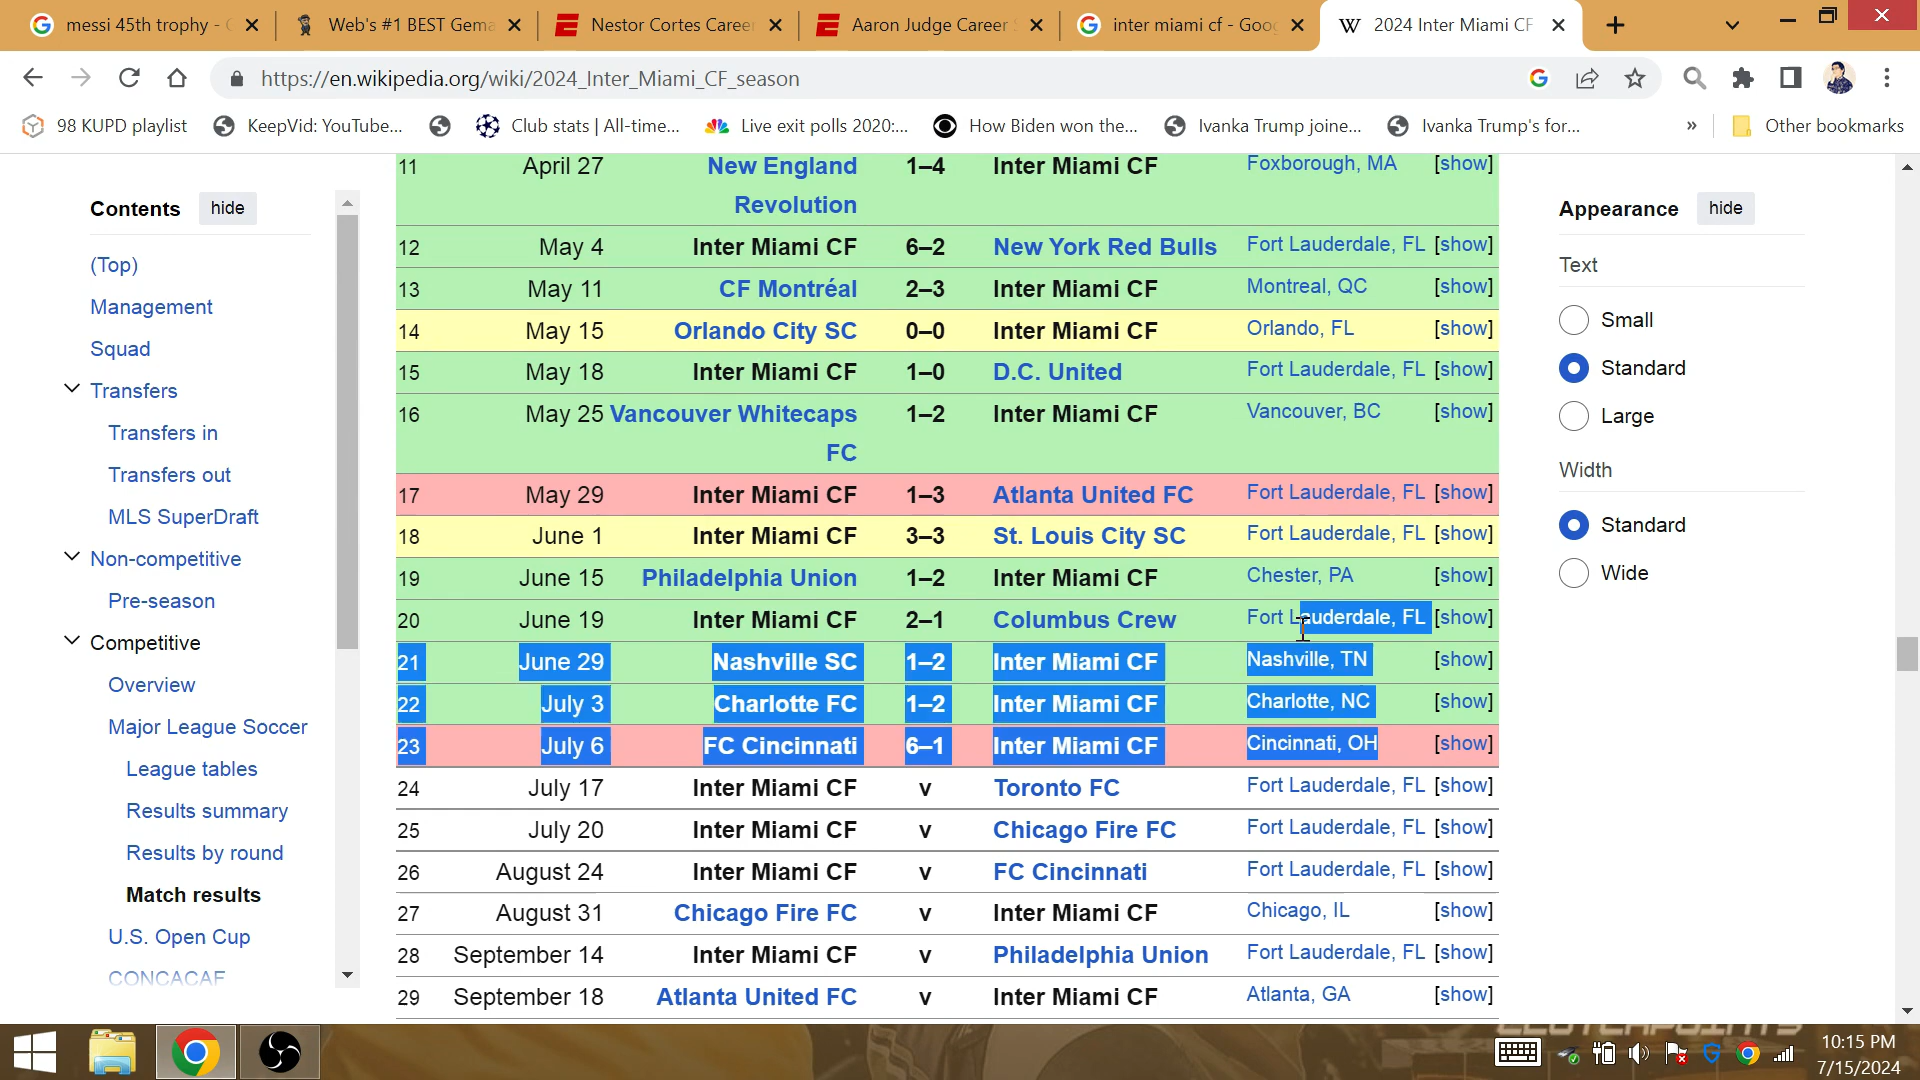 messi 45th trophy - G
Web's #1 BEST Gema
Nestor Cortes Career
Aaron Judge Career S
inter miami cf - Goog
2024 Inter Miami CF
https://en.wikipedia.org/wiki/2024_Inter_Miami_CF_season
98 KUPD playlist
KeepVid: YouTube...
Club stats | All-time...
Live exit polls 2020:...
How Biden won the...
Ivanka Trump joine...
Ivanka Trump's for...
»
Other bookmarks
Contents hide
(Top)
Management
Squad
Transfers
Transfers in
Transfers out
MLS SuperDraft
Non-competitive
Pre-season
Competitive
Overview
Major League Soccer
League tables
Results summary
Results by round
Match results
U.S. Open Cup
CONCACAF
11 April 27 New England Revolution 1–4 Inter Miami CF Foxborough, MA [show]
12 May 4 Inter Miami CF 6–2 New York Red Bulls Fort Lauderdale, FL [show]
13 May 11 CF Montréal 2–3 Inter Miami CF Montreal, QC [show]
14 May 15 Orlando City SC 0–0 Inter Miami CF Orlando, FL [show]
15 May 18 Inter Miami CF 1–0 D.C. United Fort Lauderdale, FL [show]
16 May 25 Vancouver Whitecaps FC 1–2 Inter Miami CF Vancouver, BC [show]
17 May 29 Inter Miami CF 1–3 Atlanta United FC Fort Lauderdale, FL [show]
18 June 1 Inter Miami CF 3–3 St. Louis City SC Fort Lauderdale, FL [show]
19 June 15 Philadelphia Union 1–2 Inter Miami CF Chester, PA [show]
20 June 19 Inter Miami CF 2–1 Columbus Crew Fort Lauderdale, FL [show]
21 June 29 Nashville SC 1–2 Inter Miami CF Nashville, TN [show]
22 July 3 Charlotte FC 1–2 Inter Miami CF Charlotte, NC [show]
23 July 6 FC Cincinnati 6–1 Inter Miami CF Cincinnati, OH [show]
24 July 17 Inter Miami CF v Toronto FC Fort Lauderdale, FL [show]
25 July 20 Inter Miami CF v Chicago Fire FC Fort Lauderdale, FL [show]
26 August 24 Inter Miami CF v FC Cincinnati Fort Lauderdale, FL [show]
27 August 31 Chicago Fire FC v Inter Miami CF Chicago, IL [show]
28 September 14 Inter Miami CF v Philadelphia Union Fort Lauderdale, FL [show]
29 September 18 Atlanta United FC v Inter Miami CF Atlanta, GA [show]
Appearance hide
Text
Small
Standard
Large
Width
Standard
Wide
10:15 PM
7/15/2024